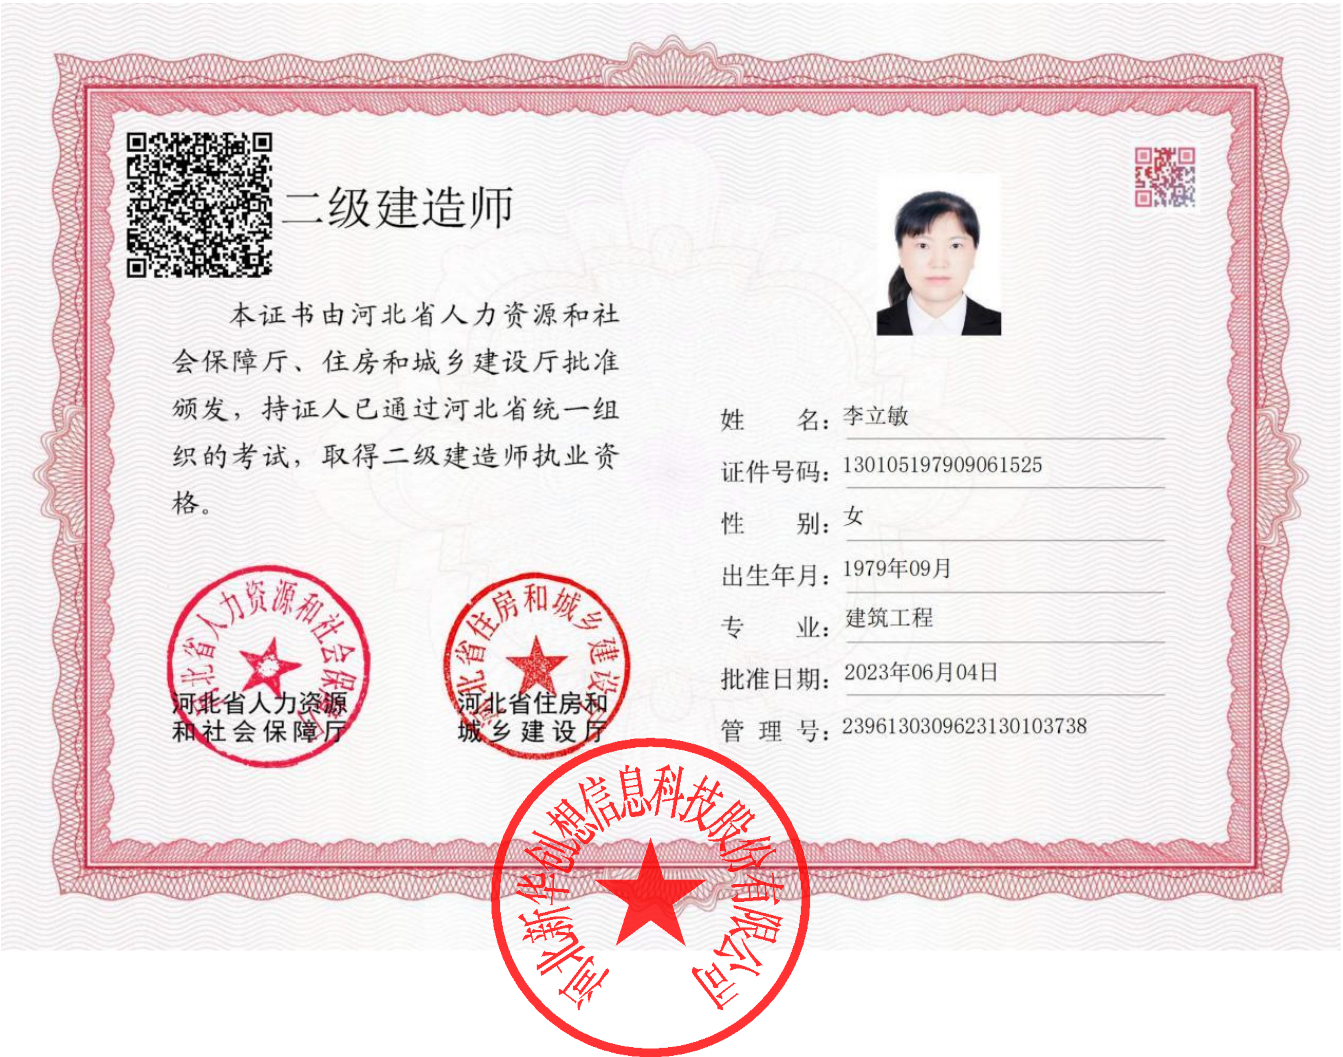 二级建造师
本证书由河北省人力资源和社
会保障厅、住房和城乡建设厅批准
颁发，持证人已通过河北省统一组
织的考试，取得二级建造师执业资
格。
姓名：李立敏
证件号码：130105197909061525
性别：女
出生年月：1979年09月
专业：建筑工程
批准日期：2023年06月04日
管理号：2396130309623130103738
河北省人力资源和社会保障厅
河北省人力资源
和社会保障厅
河北省住房和城乡建设厅
河北省住房和
城乡建设厅
河北新华创想信息科技股份有限公司